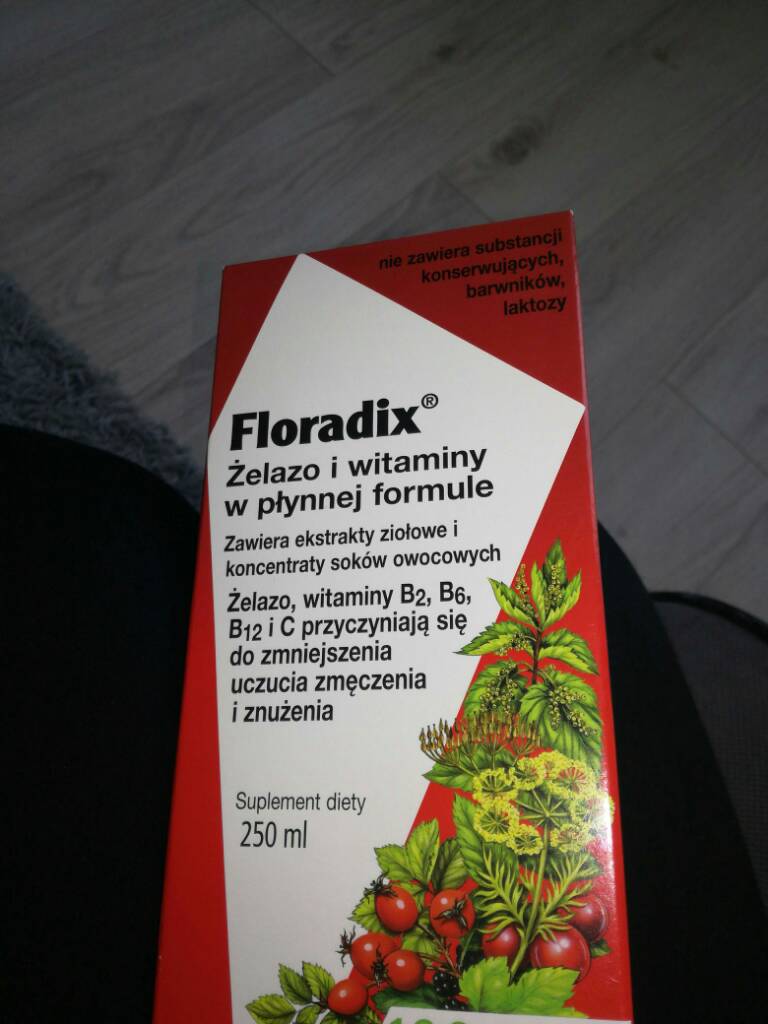 nie zawiera substancji
konserwujących,
barwników,
laktozy
Floradix®
Żelazo i witaminy
w płynnej formule
Zawiera ekstrakty ziołowe i
koncentraty soków owocowych
Żelazo, witaminy B2, B6,
B12 i C przyczyniają się
do zmniejszenia
uczucia zmęczenia
i znużenia
Suplement diety
250 ml